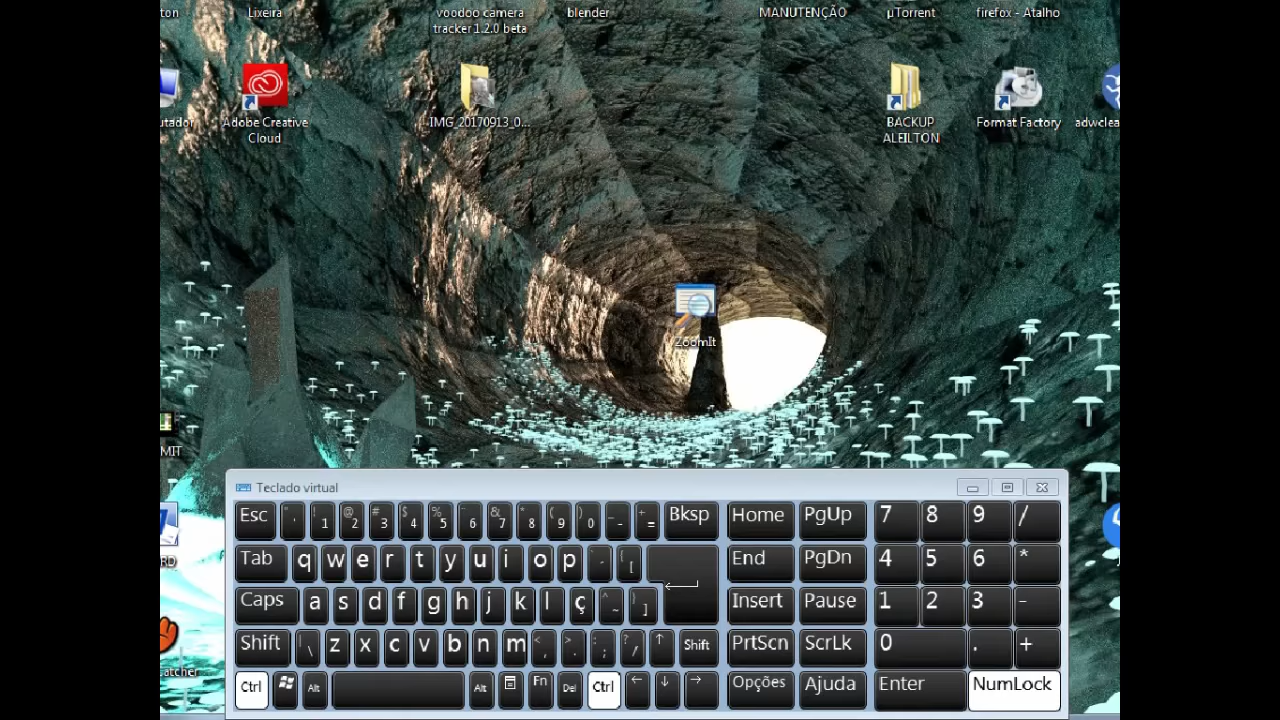 Lixeira
voodoo camera
tracker 1.2.0 beta
blender
MANUTENÇÃO
µTorrent
firefox - Atalho
Adobe Creative
Cloud
IMG_20170913_0...
BACKUP
ALEILTON
Format Factory
adwclea
ZoomIt
MIT
Teclado virtual
Esc " ' ! 1 @ 2 # 3 $ 4 % 5 ¨ 6 & 7 * 8 ( 9 ) 0 _ - + = Bksp Home PgUp 7 8 9 /
Tab q w e r t y u i o p ` ´ { [ End PgDn 4 5 6 *
Caps a s d f g h j k l ç ^ ~ } ] Insert Pause 1 2 3 -
Shift | \ z x c v b n m < , > . : ; ? / ↑ Shift PrtScn ScrLk 0 . +
Ctrl Alt Alt Fn Del Ctrl ← ↓ → Opções Ajuda Enter NumLock